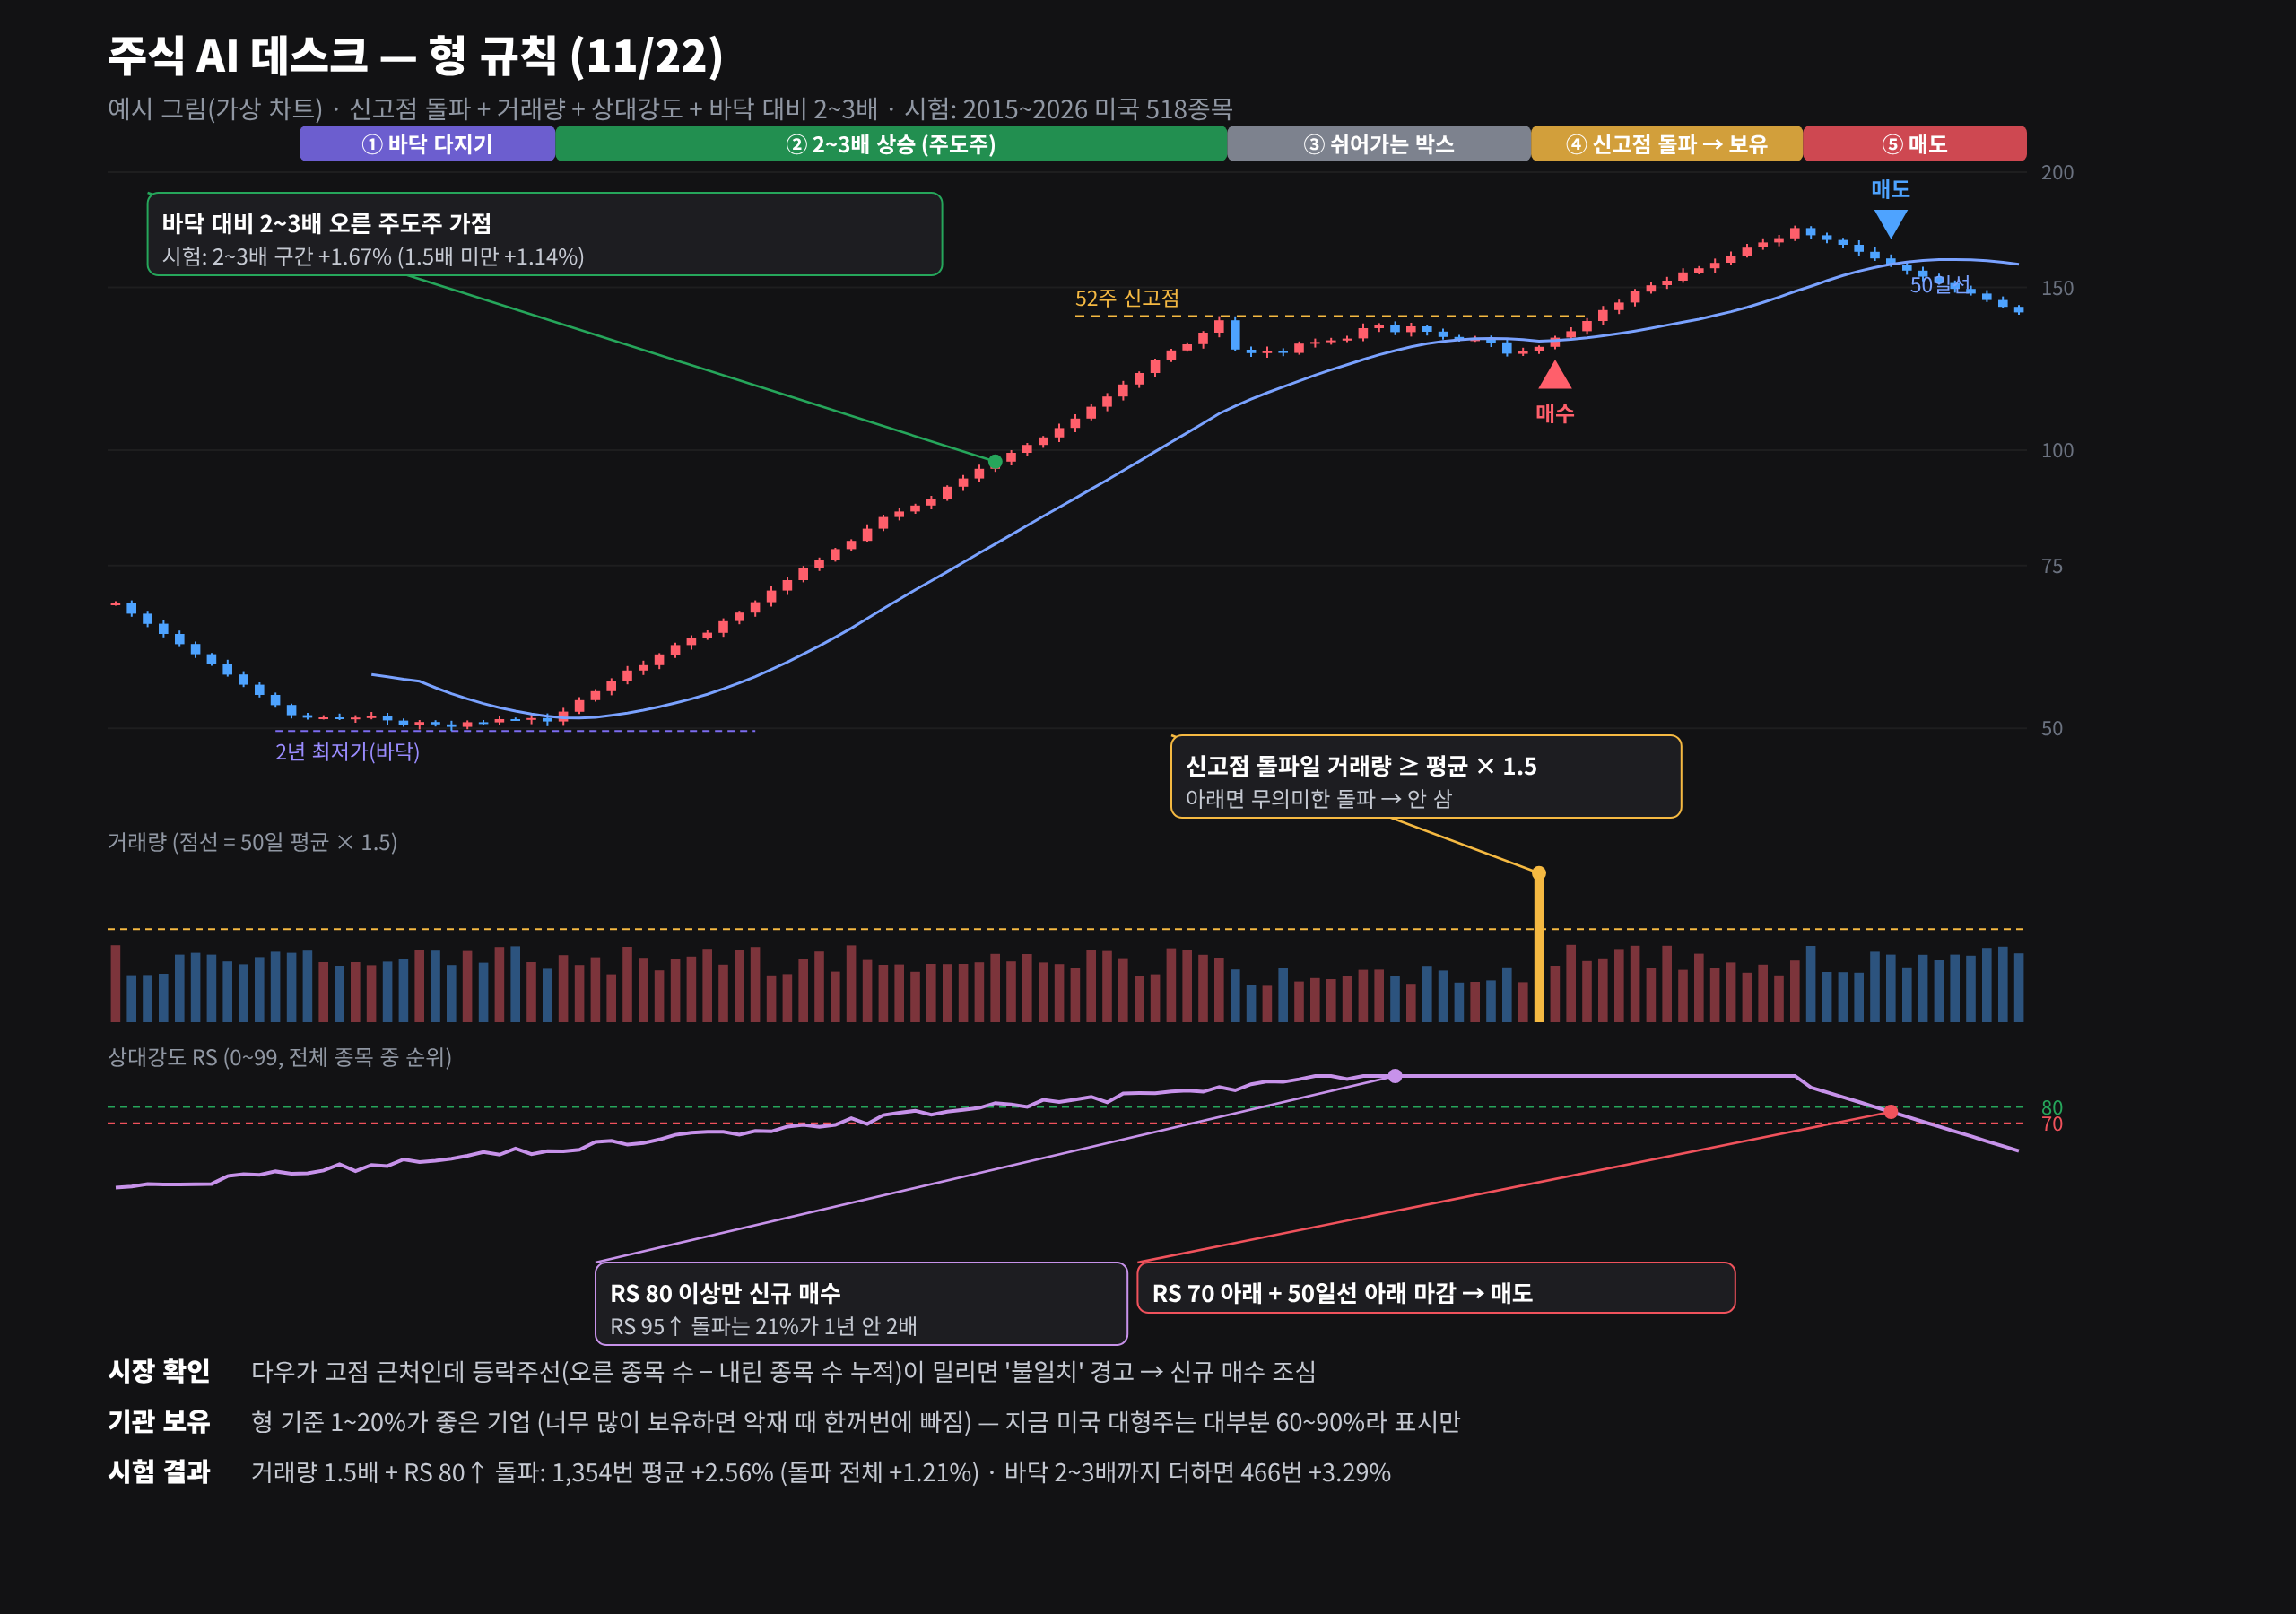 주식 AI 데스크 — 형 규칙 (11/22)
예시 그림(가상 차트) · 신고점 돌파 + 거래량 + 상대강도 + 바닥 대비 2~3배 · 시험: 2015~2026 미국 518종목
① 바닥 다지기
② 2~3배 상승 (주도주)
③ 쉬어가는 박스
④ 신고점 돌파 → 보유
⑤ 매도
200
매도
바닥 대비 2~3배 오른 주도주 가점
시험: 2~3배 구간 +1.67% (1.5배 미만 +1.14%)
52주 신고점
50일선
150
매수
100
75
50
2년 최저가(바닥)
신고점 돌파일 거래량 ≥ 평균 × 1.5
아래면 무의미한 돌파 → 안 삼
거래량 (점선 = 50일 평균 × 1.5)
상대강도 RS (0~99, 전체 종목 중 순위)
80
70
RS 80 이상만 신규 매수
RS 95↑ 돌파는 21%가 1년 안 2배
RS 70 아래 + 50일선 아래 마감 → 매도
시장 확인 다우가 고점 근처인데 등락주선(오른 종목 수 − 내린 종목 수 누적)이 밀리면 '불일치' 경고 → 신규 매수 조심
기관 보유 형 기준 1~20%가 좋은 기업 (너무 많이 보유하면 악재 때 한꺼번에 빠짐) — 지금 미국 대형주는 대부분 60~90%라 표시만
시험 결과 거래량 1.5배 + RS 80↑ 돌파: 1,354번 평균 +2.56% (돌파 전체 +1.21%) · 바닥 2~3배까지 더하면 466번 +3.29%